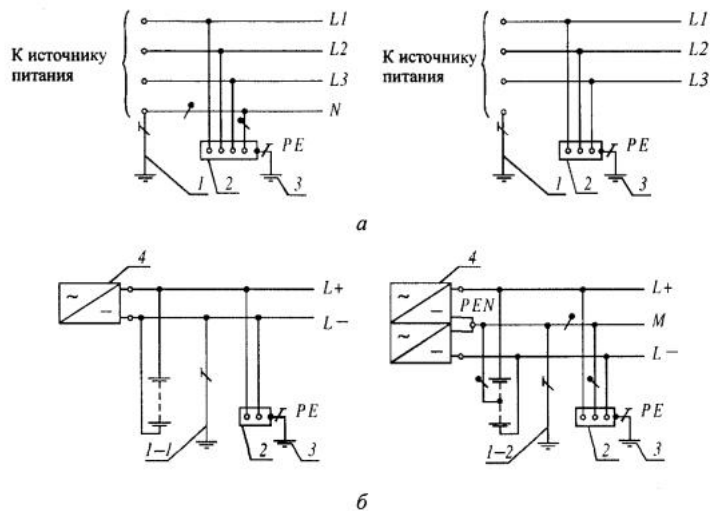 К источнику
питания
L1
L2
L3
N
PE
1
2
3
К источнику
питания
L1
L2
L3
PE
1
2
3
а
4
L+
L−
PE
1-1
2
3
4
PEN
L+
M
L−
PE
1-2
2
3
б